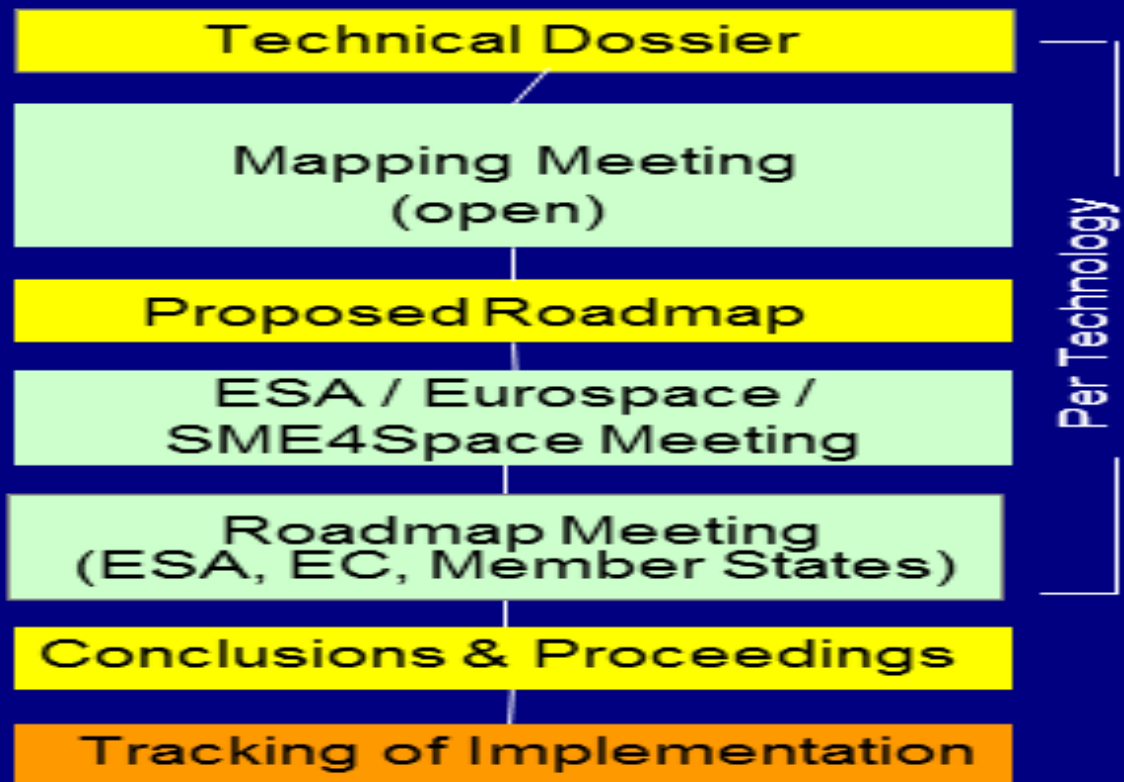 Technical Dossier
Mapping Meeting
(open)
Proposed Roadmap
ESA / Eurospace /
SME4Space Meeting
Roadmap Meeting
(ESA, EC, Member States)
Conclusions & Proceedings
Tracking of Implementation
Per Technology